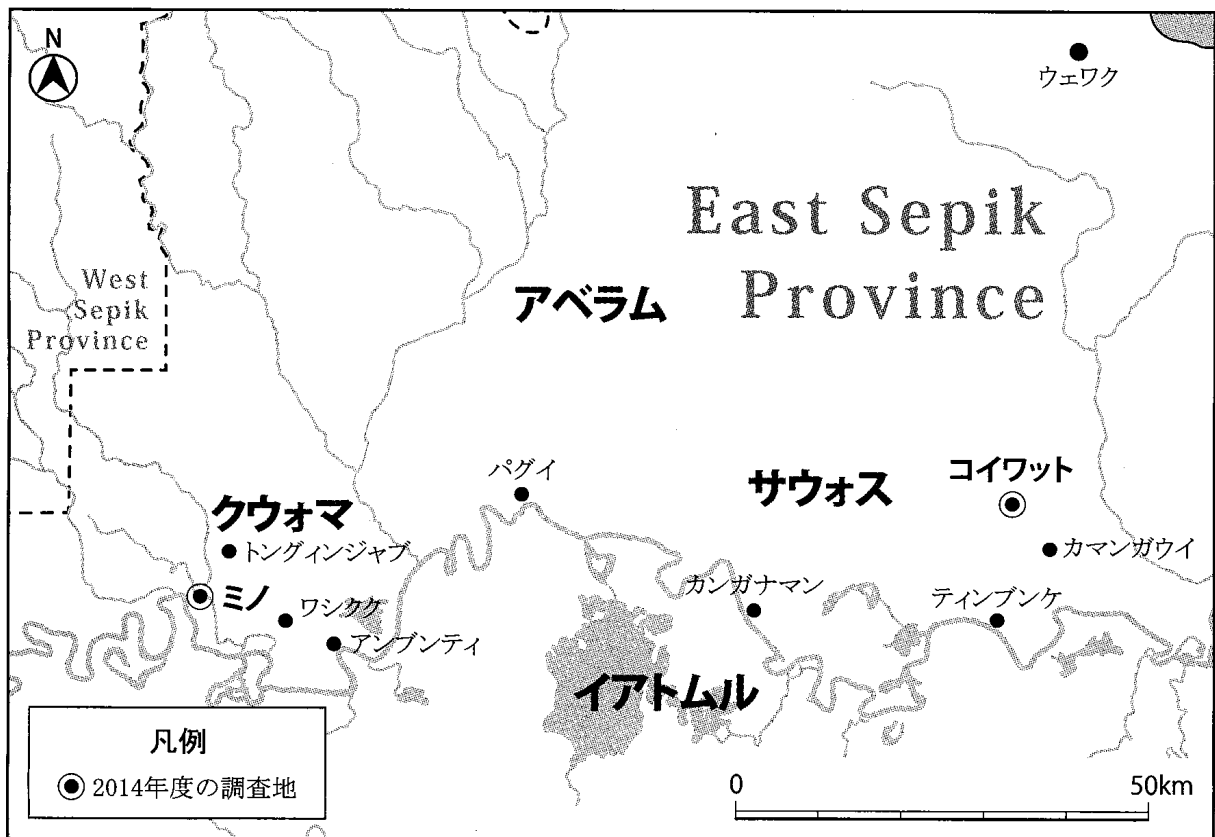 N
ウェワク
East Sepik
Province
West
Sepik
Province
アベラム
パグイ
サウォス
コイワット
クウォマ
トングィンジャブ
カマンガウイ
ミノ
ワシクケ
カンガナマン
ティンブンケ
アンブンティ
イアトムル
凡例
2014年度の調査地
0
50km